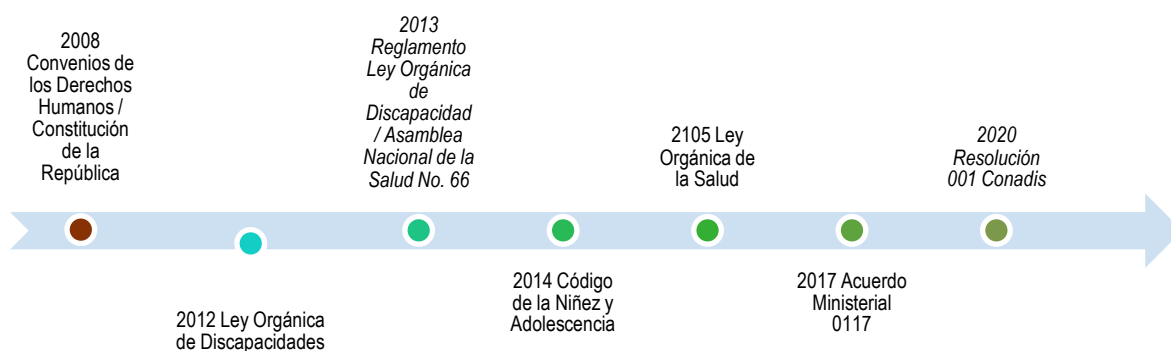 2008
Convenios de
los Derechos
Humanos /
Constitución
de la
República
2012 Ley Orgánica
de Discapacidades
2013
Reglamento
Ley Orgánica
de
Discapacidad
/ Asamblea
Nacional de la
Salud No. 66
2014 Código
de la Niñez y
Adolescencia
2105 Ley
Orgánica de
la Salud
2017 Acuerdo
Ministerial
0117
2020
Resolución
001 Conadis